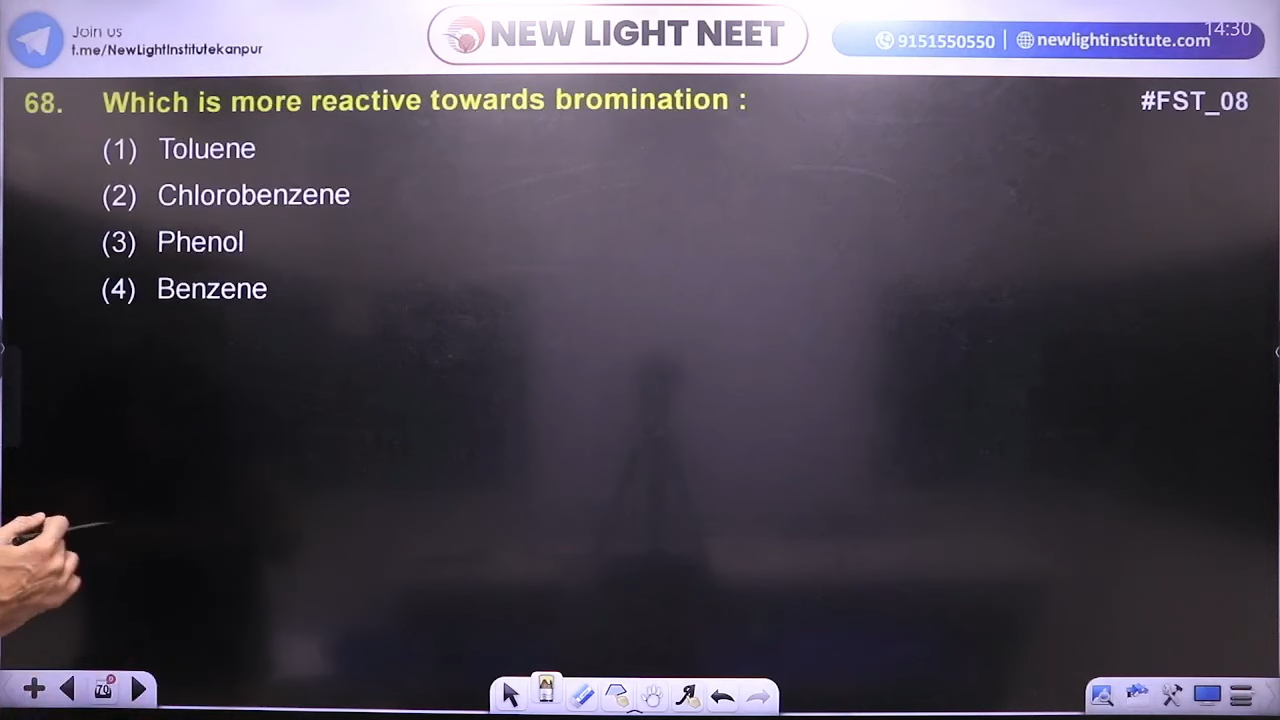 Join us
t.me/NewLightInstitutekanpur
NEW LIGHT NEET
9151550550 | newlightinstitute.com
14:30
68. Which is more reactive towards bromination :
#FST_08
(1) Toluene
(2) Chlorobenzene
(3) Phenol
(4) Benzene
70